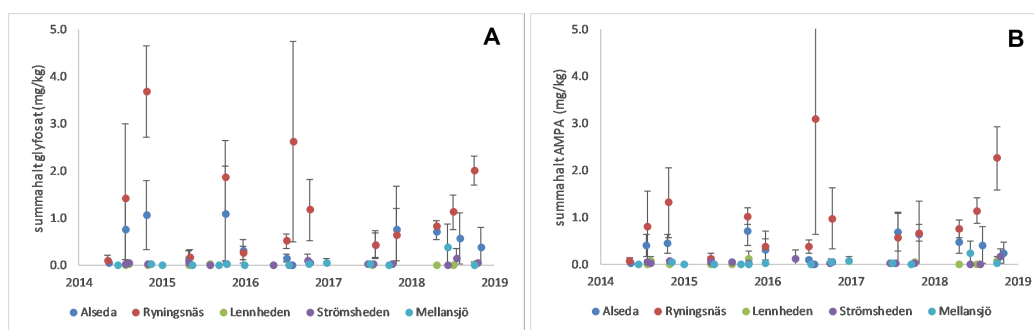 A
summahalt glyfosat (mg/kg)
5.0
4.0
3.0
2.0
1.0
0.0
2014 2015 2016 2017 2018 2019
Alseda Ryningsnäs Lennheden Strömsheden Mellansjö
B
summahalt AMPA (mg/kg)
5.0
4.0
3.0
2.0
1.0
0.0
2014 2015 2016 2017 2018 2019
Alseda Ryningsnäs Lennheden Strömsheden Mellansjö